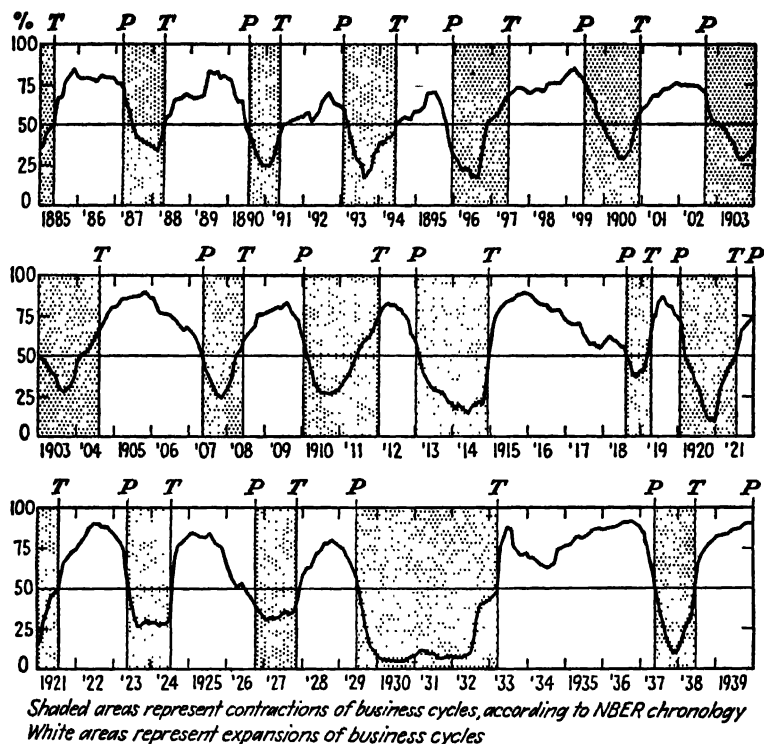 % T P T P T P T P T P T P
100
75
50
25
0
1885 '86 '87 '88 '89 1890 '91 '92 '93 '94 1895 '96 '97 '98 '99 1900 '01 '02 1903
T P T P T P T P T P T P
100
75
50
25
0
1903 '04 1905 '06 '07 '08 '09 1910 '11 '12 '13 '14 1915 '16 '17 '18 '19 1920 '21
T P T P T P T P T P
100
75
50
25
0
1921 '22 '23 '24 1925 '26 '27 '28 '29 1930 '31 '32 '33 '34 1935 '36 '37 '38 1939
Shaded areas represent contractions of business cycles, according to NBER chronology
White areas represent expansions of business cycles